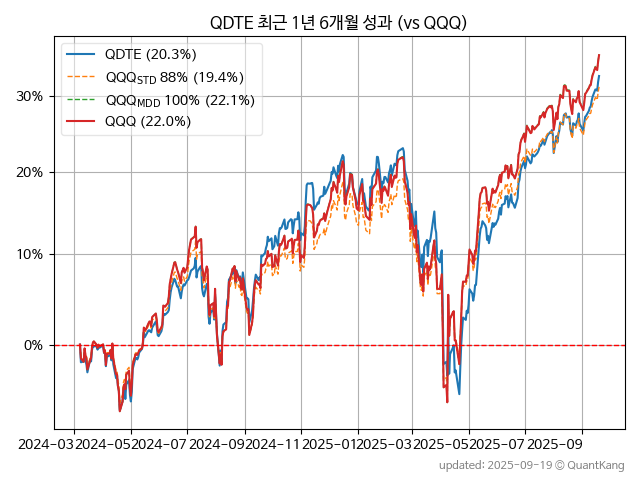 QDTE 최근 1년 6개월 성과 (vs QQQ)
QDTE (20.3%)
QQQSTD 88% (19.4%)
QQQMDD 100% (22.1%)
QQQ (22.0%)
30%
20%
10%
0%
2024-03 2024-05 2024-07 2024-09 2024-11 2025-01 2025-03 2025-05 2025-07 2025-09
updated: 2025-09-19 © QuantKang